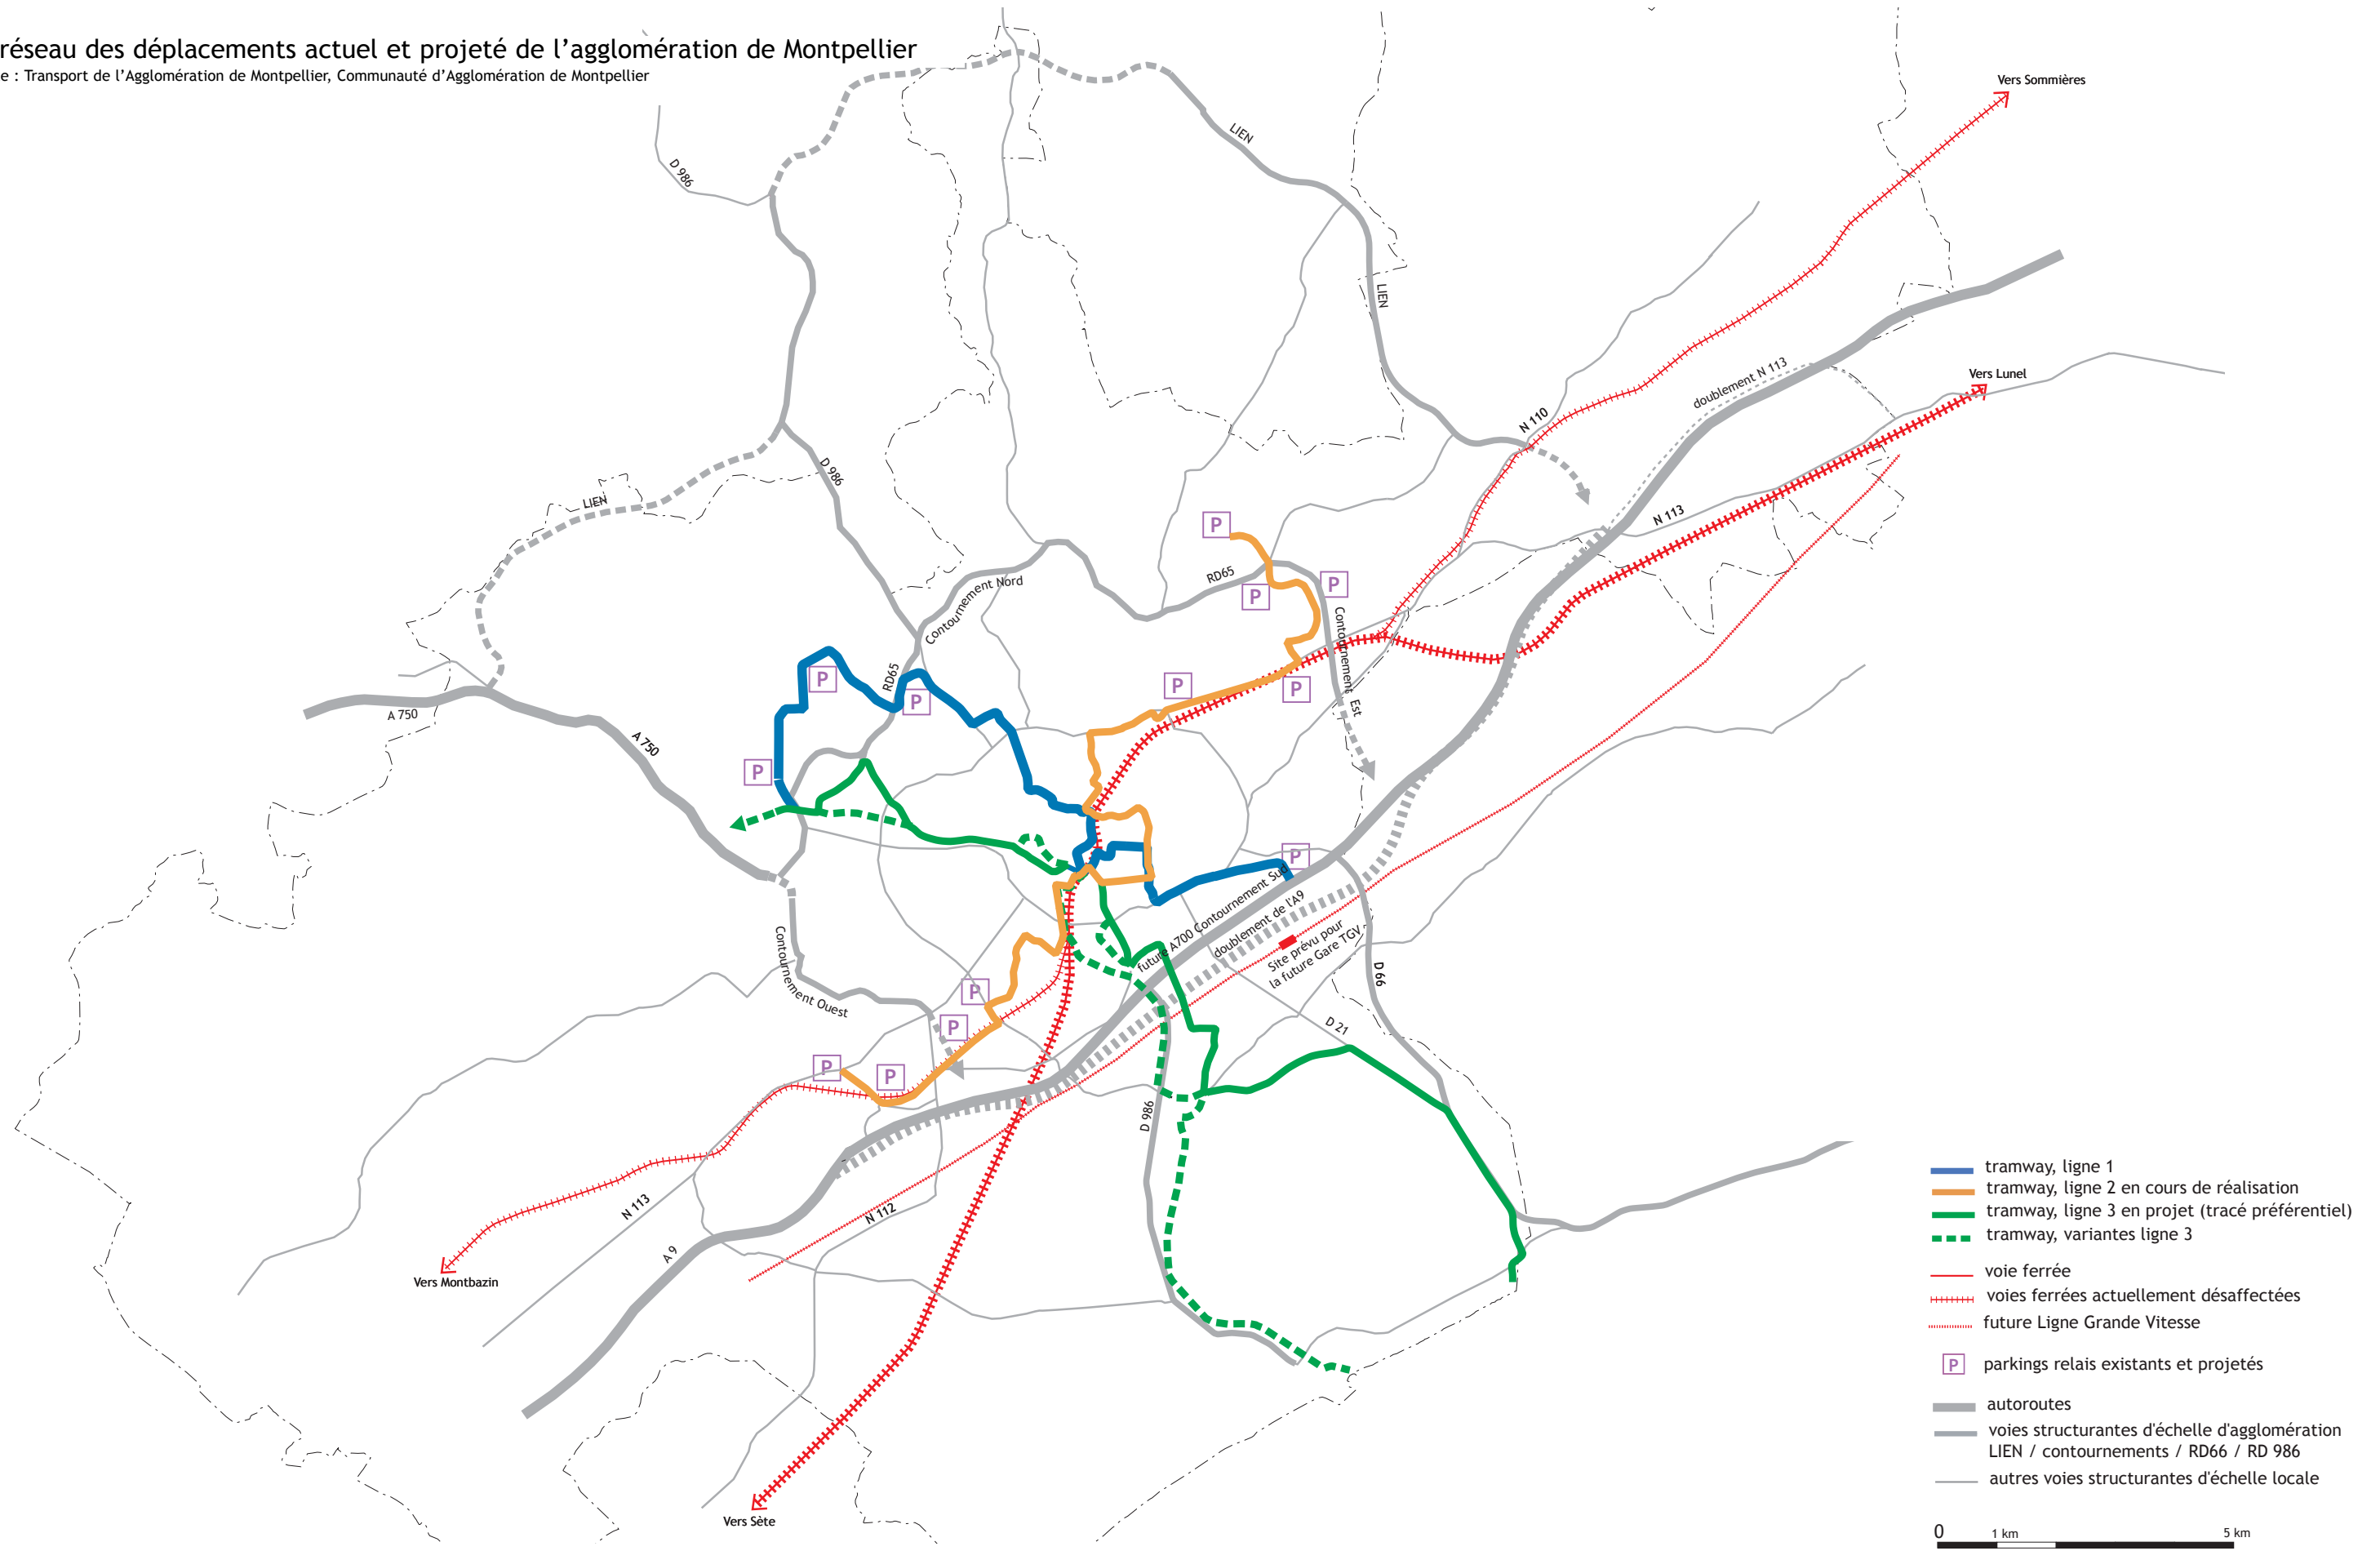 réseau des déplacements actuel et projeté de l’agglomération de Montpellier
e : Transport de l’Agglomération de Montpellier, Communauté d’Agglomération de Montpellier
Vers Sommières
LIEN
D 986
LIEN
doublement N 113
Vers Lunel
N 110
D 986
LIEN
N 113
P
RD65
P
P
Contournement Nord
Contournement Est
RD65
P
P
P
P
A 750
A 750
P
P
future A700 Contournement Sud
doublement de l'A9
Site prévu pour
la future Gare TGV
Contournement Ouest
D 66
P
P
D 21
P
P
D 986
N 113
N 112
A 9
Vers Montbazin
Vers Sète
tramway, ligne 1
tramway, ligne 2 en cours de réalisation
tramway, ligne 3 en projet (tracé préférentiel)
tramway, variantes ligne 3
voie ferrée
voies ferrées actuellement désaffectées
future Ligne Grande Vitesse
P parkings relais existants et projetés
autoroutes
voies structurantes d'échelle d'agglomération
LIEN / contournements / RD66 / RD 986
autres voies structurantes d'échelle locale
0 1 km 5 km